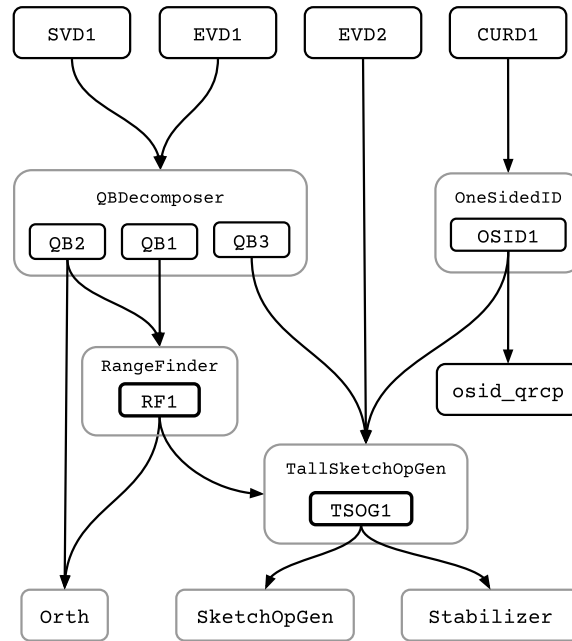 SVD1
EVD1
EVD2
CURD1
QBDecomposer
QB2
QB1
QB3
OneSidedID
OSID1
RangeFinder
RF1
osid_qrcp
TallSketchOpGen
TSOG1
Orth
SketchOpGen
Stabilizer